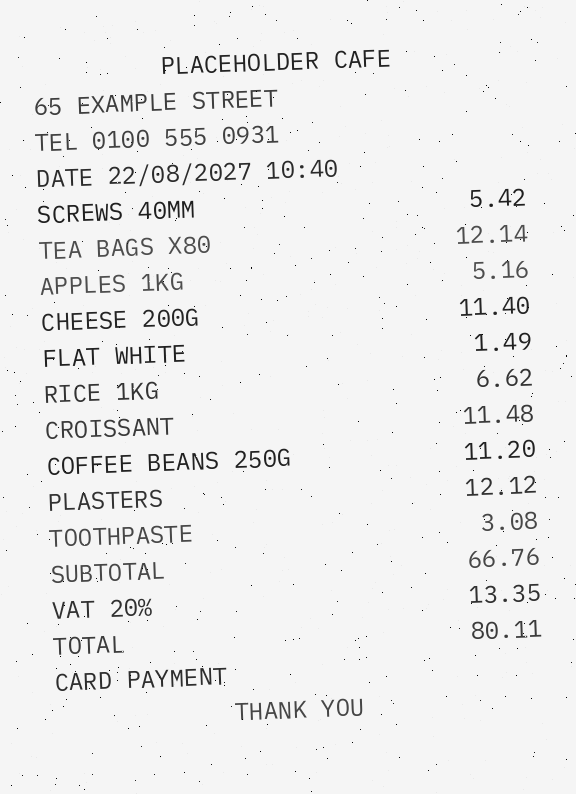 PLACEHOLDER CAFE
65 EXAMPLE STREET
TEL 0100 555 0931
DATE 22/08/2027 10:40
SCREWS 40MM 5.42
TEA BAGS X80 12.14
APPLES 1KG 5.16
CHEESE 200G 11.40
FLAT WHITE 1.49
RICE 1KG 6.62
CROISSANT 11.48
COFFEE BEANS 250G 11.20
PLASTERS 12.12
TOOTHPASTE 3.08
SUBTOTAL 66.76
VAT 20% 13.35
TOTAL 80.11
CARD PAYMENT
THANK YOU